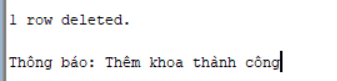 1 row deleted.
Thông báo: Thêm khoa thành công